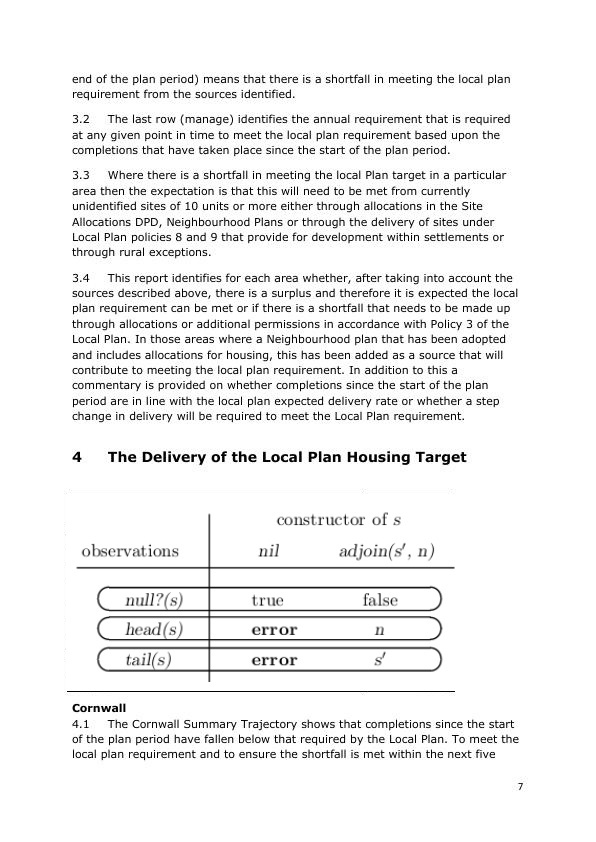 end of the plan period) means that there is a shortfall in meeting the local plan
requirement from the sources identified.
3.2 The last row (manage) identifies the annual requirement that is required
at any given point in time to meet the local plan requirement based upon the
completions that have taken place since the start of the plan period.
3.3 Where there is a shortfall in meeting the local Plan target in a particular
area then the expectation is that this will need to be met from currently
unidentified sites of 10 units or more either through allocations in the Site
Allocations DPD, Neighbourhood Plans or through the delivery of sites under
Local Plan policies 8 and 9 that provide for development within settlements or
through rural exceptions.
3.4 This report identifies for each area whether, after taking into account the
sources described above, there is a surplus and therefore it is expected the local
plan requirement can be met or if there is a shortfall that needs to be made up
through allocations or additional permissions in accordance with Policy 3 of the
Local Plan. In those areas where a Neighbourhood plan that has been adopted
and includes allocations for housing, this has been added as a source that will
contribute to meeting the local plan requirement. In addition to this a
commentary is provided on whether completions since the start of the plan
period are in line with the local plan expected delivery rate or whether a step
change in delivery will be required to meet the Local Plan requirement.
4 The Delivery of the Local Plan Housing Target
constructor of s
observations nil adjoin(s′, n)
null?(s) true false
head(s) error n
tail(s) error s′
Cornwall
4.1 The Cornwall Summary Trajectory shows that completions since the start
of the plan period have fallen below that required by the Local Plan. To meet the
local plan requirement and to ensure the shortfall is met within the next five
7